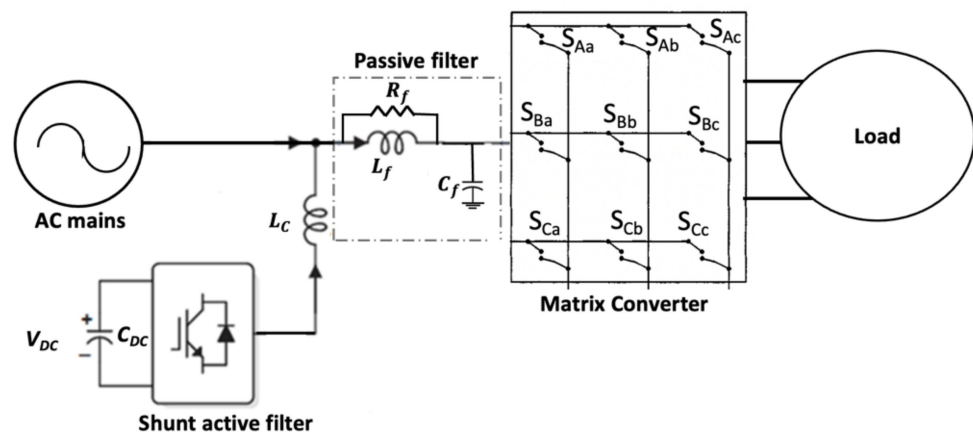 Passive filter
R_f
L_f
C_f
AC mains
L_C
V_DC
+
−
C_DC
Shunt active filter
S_Aa
S_Ab
S_Ac
S_Ba
S_Bb
S_Bc
S_Ca
S_Cb
S_Cc
Matrix Converter
Load